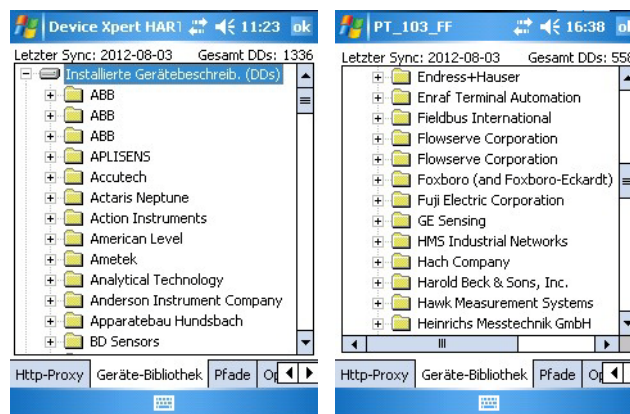 Device Xpert HART 11:23 ok
Letzter Sync: 2012-08-03 Gesamt DDs: 1336
Installierte Gerätebeschreib. (DDs)
ABB
ABB
ABB
APLISENS
Accutech
Actaris Neptune
Action Instruments
American Level
Ametek
Analytical Technology
Anderson Instrument Company
Apparatebau Hundsbach
BD Sensors
Http-Proxy Geräte-Bibliothek Pfade
PT_103_FF 16:38 ok
Letzter Sync: 2012-08-03 Gesamt DDs: 558
Endress+Hauser
Enraf Terminal Automation
Fieldbus International
Flowserve Corporation
Flowserve Corporation
Foxboro (and Foxboro-Eckardt)
Fuji Electric Corporation
GE Sensing
HMS Industrial Networks
Hach Company
Harold Beck & Sons, Inc.
Hawk Measurement Systems
Heinrichs Messtechnik GmbH
Http-Proxy Geräte-Bibliothek Pfade